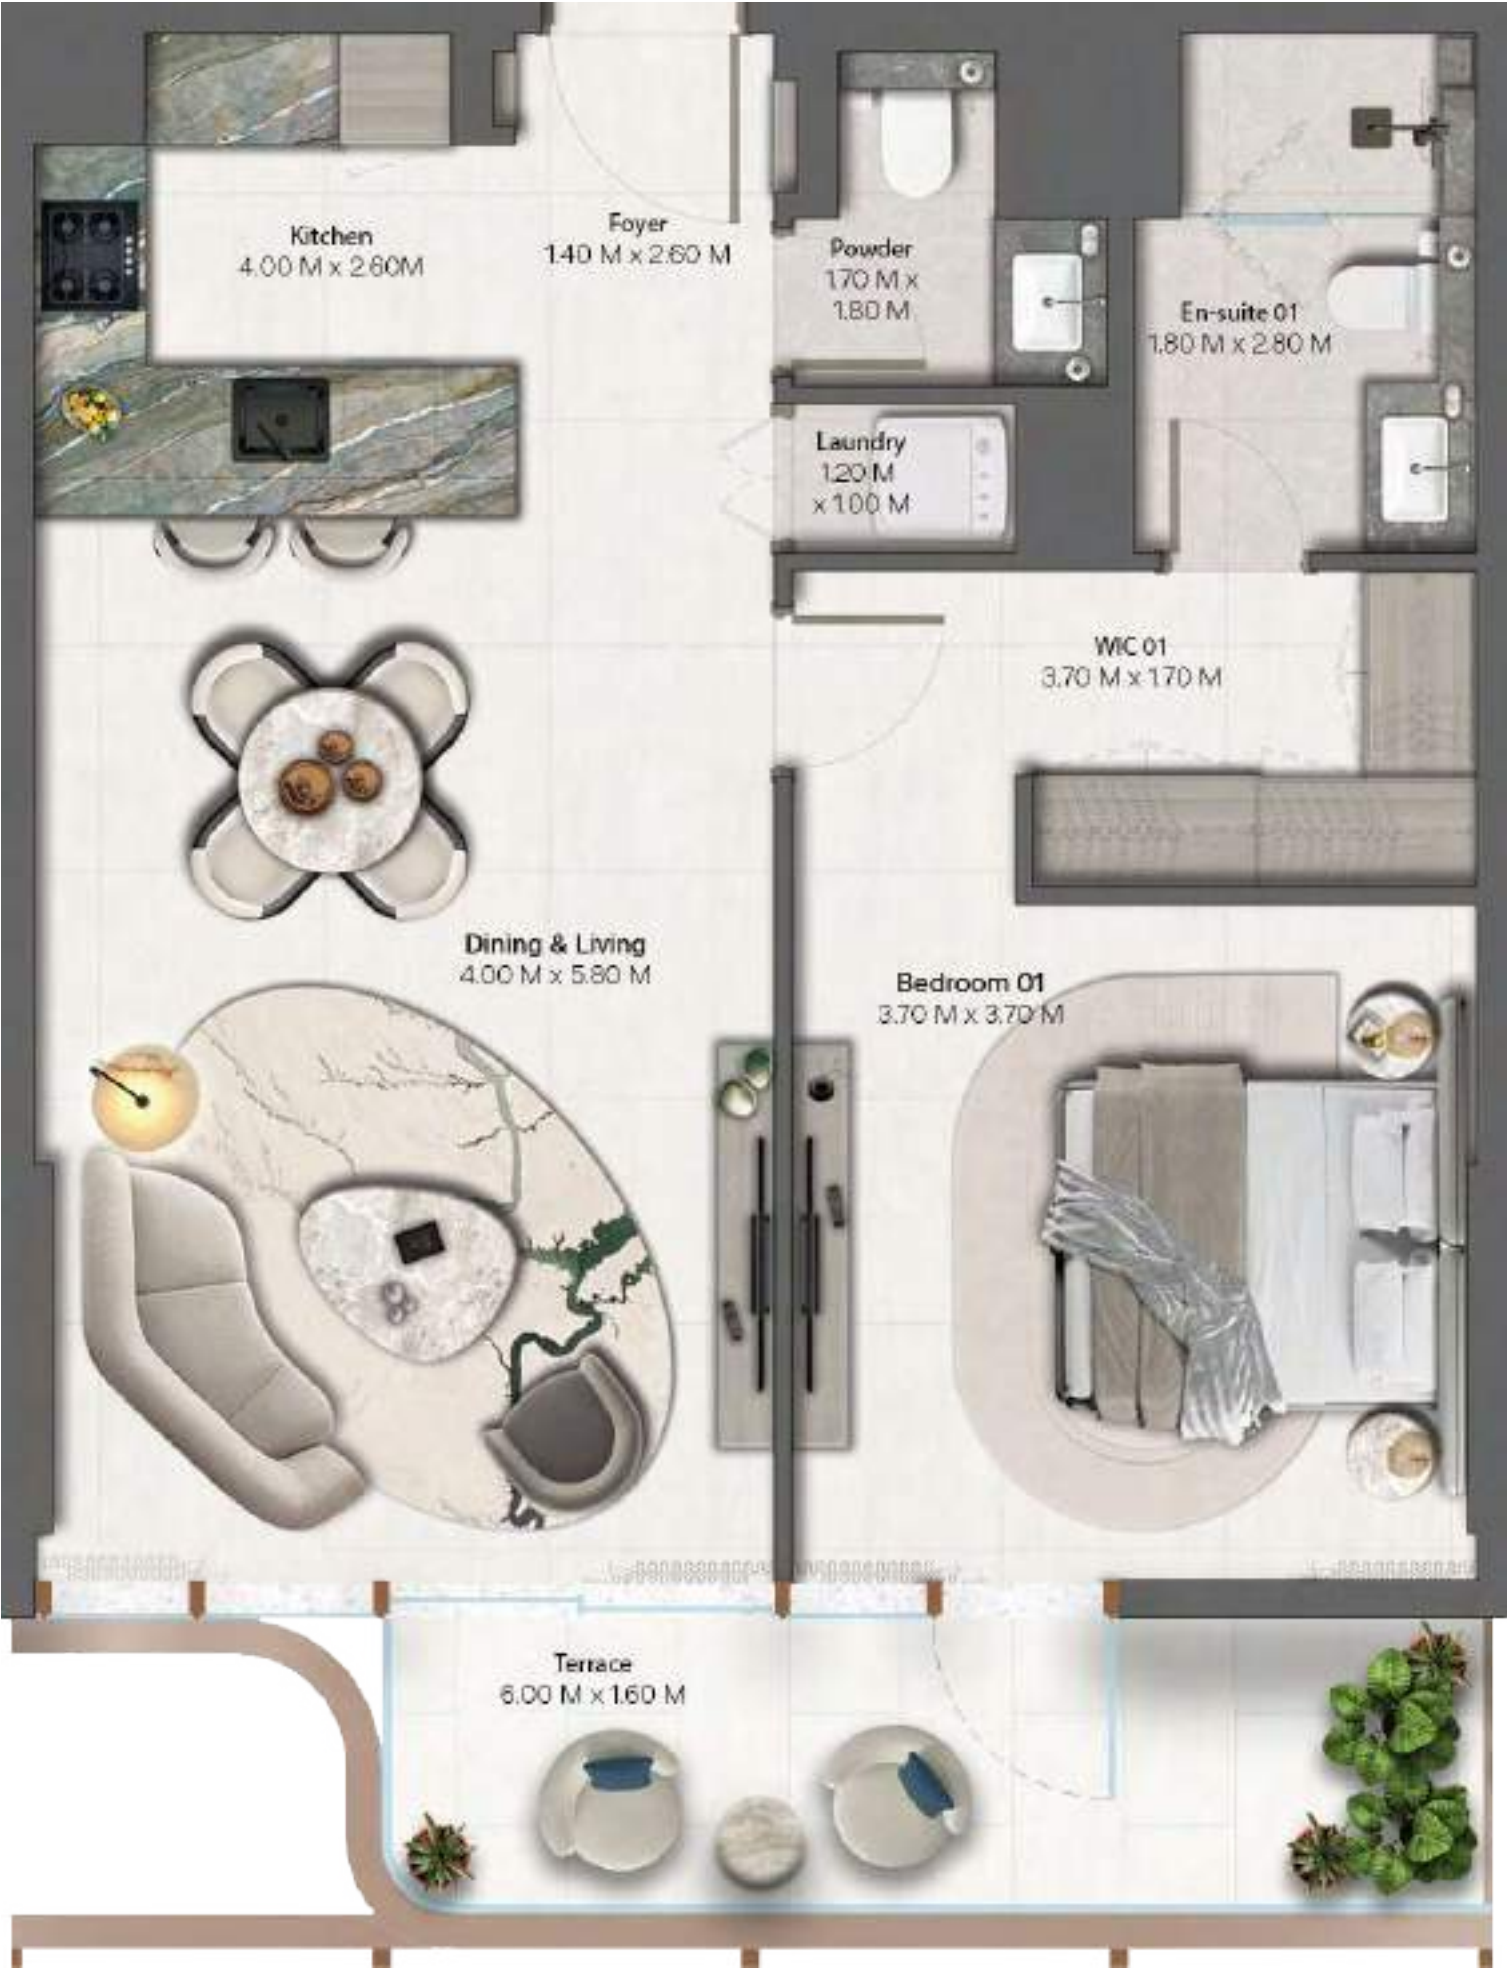 Kitchen
4.00 M x 2.60M
Foyer
1.40 M x 2.60 M
Powder
1.70 M x
1.80 M
En-suite 01
1.80 M x 2.80 M
Laundry
1.20 M
x 1.00 M
WIC 01
3.70 M x 1.70 M
Dining & Living
4.00 M x 5.80 M
Bedroom 01
3.70 M x 3.70 M
Terrace
6.00 M x 1.60 M